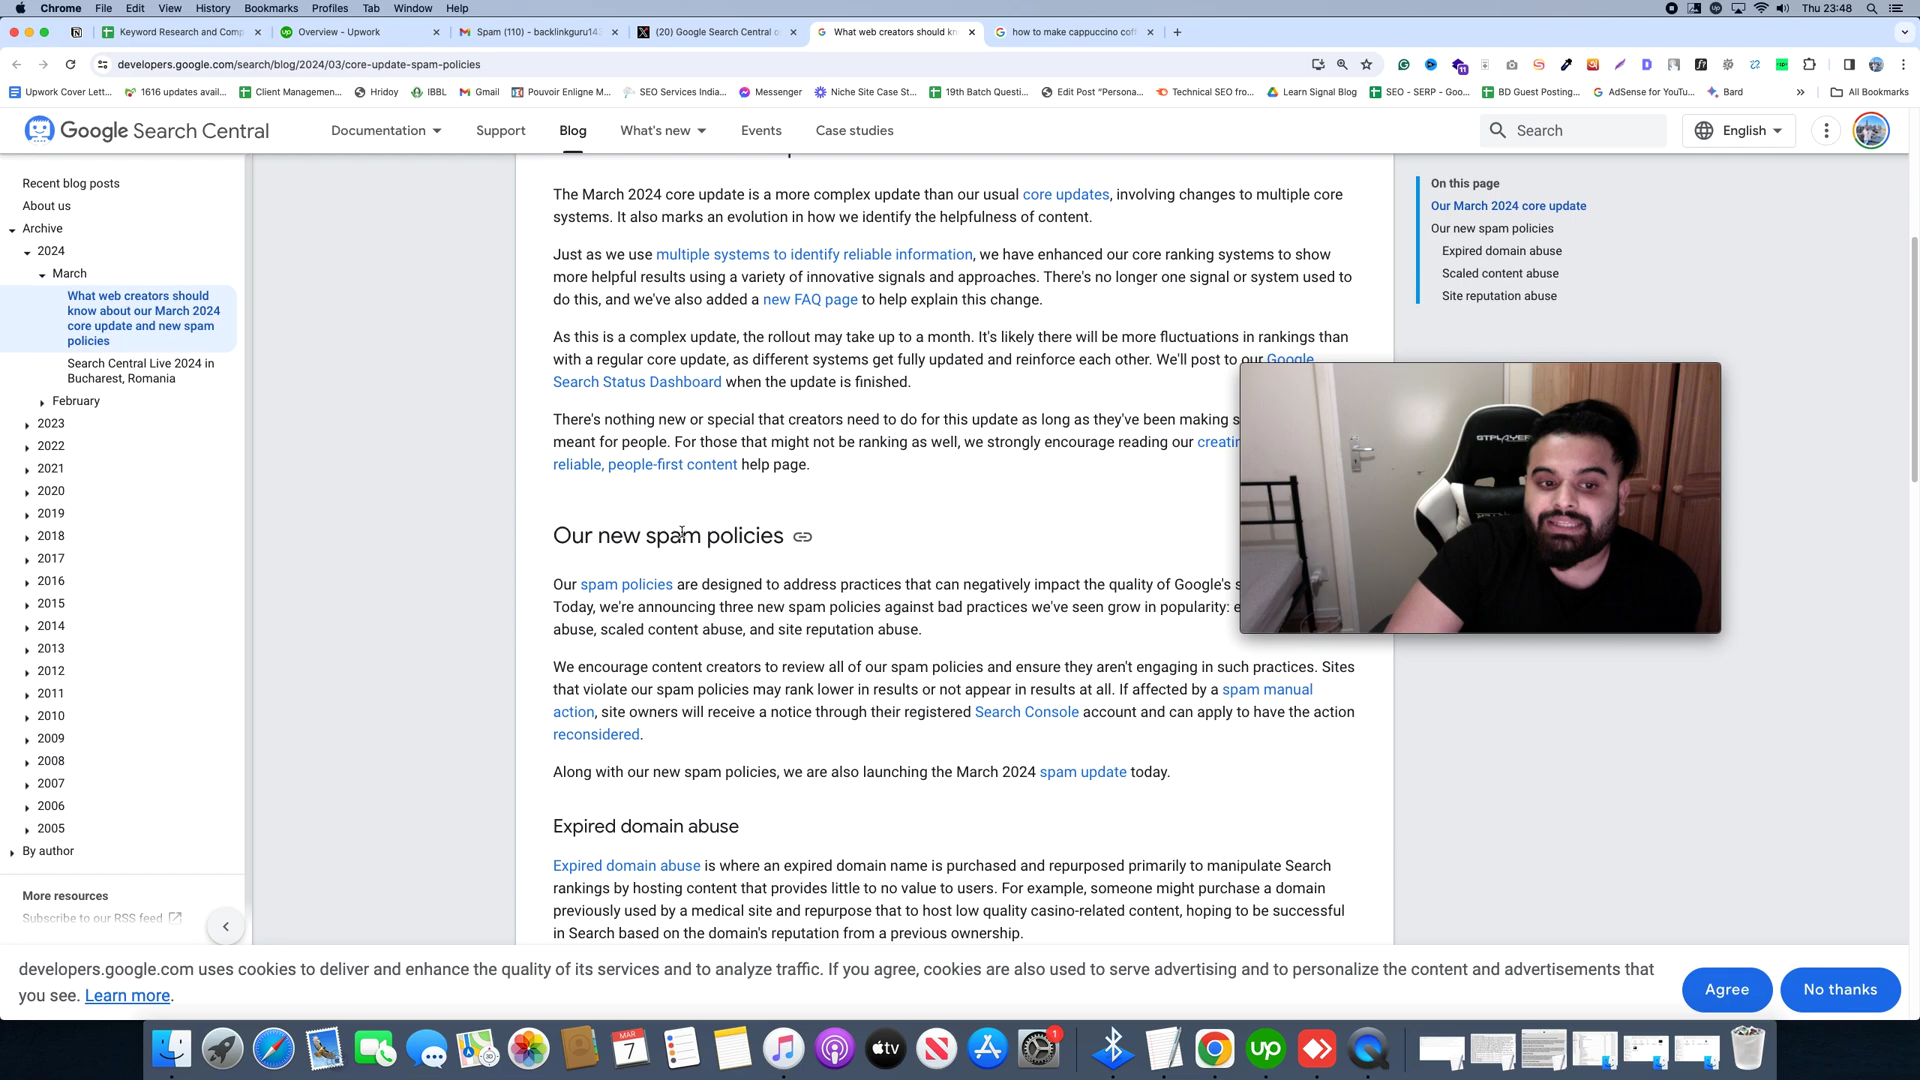 Chrome File Edit View History Bookmarks Profiles Tab Window Help
Thu 23:48
Keyword Research and Comp
Overview - Upwork
Spam (110) - backlinkguru143
(20) Google Search Central o
What web creators should kn
how to make cappuccino coff
developers.google.com/search/blog/2024/03/core-update-spam-policies
Upwork Cover Lett...
1616 updates avail...
Client Managemen...
Hridoy
IBBL
Gmail
Pouvoir Enligne M...
SEO Services India...
Messenger
Niche Site Case St...
19th Batch Questi...
Edit Post “Persona...
Technical SEO fro...
Learn Signal Blog
SEO - SERP - Goo...
BD Guest Posting...
AdSense for YouTu...
Bard
All Bookmarks
Google Search Central
Documentation
Support
Blog
What's new
Events
Case studies
Search
English
Recent blog posts
About us
Archive
2024
March
What web creators should
know about our March 2024
core update and new spam
policies
Search Central Live 2024 in
Bucharest, Romania
February
2023
2022
2021
2020
2019
2018
2017
2016
2015
2014
2013
2012
2011
2010
2009
2008
2007
2006
2005
By author
More resources
Subscribe to our RSS feed
The March 2024 core update is a more complex update than our usual core updates, involving changes to multiple core
systems. It also marks an evolution in how we identify the helpfulness of content.
Just as we use multiple systems to identify reliable information, we have enhanced our core ranking systems to show
more helpful results using a variety of innovative signals and approaches. There's no longer one signal or system used to
do this, and we've also added a new FAQ page to help explain this change.
As this is a complex update, the rollout may take up to a month. It's likely there will be more fluctuations in rankings than
with a regular core update, as different systems get fully updated and reinforce each other. We'll post to our Google
Search Status Dashboard when the update is finished.
There's nothing new or special that creators need to do for this update as long as they've been making s
meant for people. For those that might not be ranking as well, we strongly encourage reading our creatin
reliable, people-first content help page.
Our new spam policies
Our spam policies are designed to address practices that can negatively impact the quality of Google's s
Today, we're announcing three new spam policies against bad practices we've seen grow in popularity: e
abuse, scaled content abuse, and site reputation abuse.
We encourage content creators to review all of our spam policies and ensure they aren't engaging in such practices. Sites
that violate our spam policies may rank lower in results or not appear in results at all. If affected by a spam manual
action, site owners will receive a notice through their registered Search Console account and can apply to have the action
reconsidered.
Along with our new spam policies, we are also launching the March 2024 spam update today.
Expired domain abuse
Expired domain abuse is where an expired domain name is purchased and repurposed primarily to manipulate Search
rankings by hosting content that provides little to no value to users. For example, someone might purchase a domain
previously used by a medical site and repurpose that to host low quality casino-related content, hoping to be successful
in Search based on the domain's reputation from a previous ownership.
On this page
Our March 2024 core update
Our new spam policies
Expired domain abuse
Scaled content abuse
Site reputation abuse
GTPLAYER
developers.google.com uses cookies to deliver and enhance the quality of its services and to analyze traffic. If you agree, cookies are also used to serve advertising and to personalize the content and advertisements that
you see. Learn more.
Agree
No thanks
MAR
7
tv
1
up